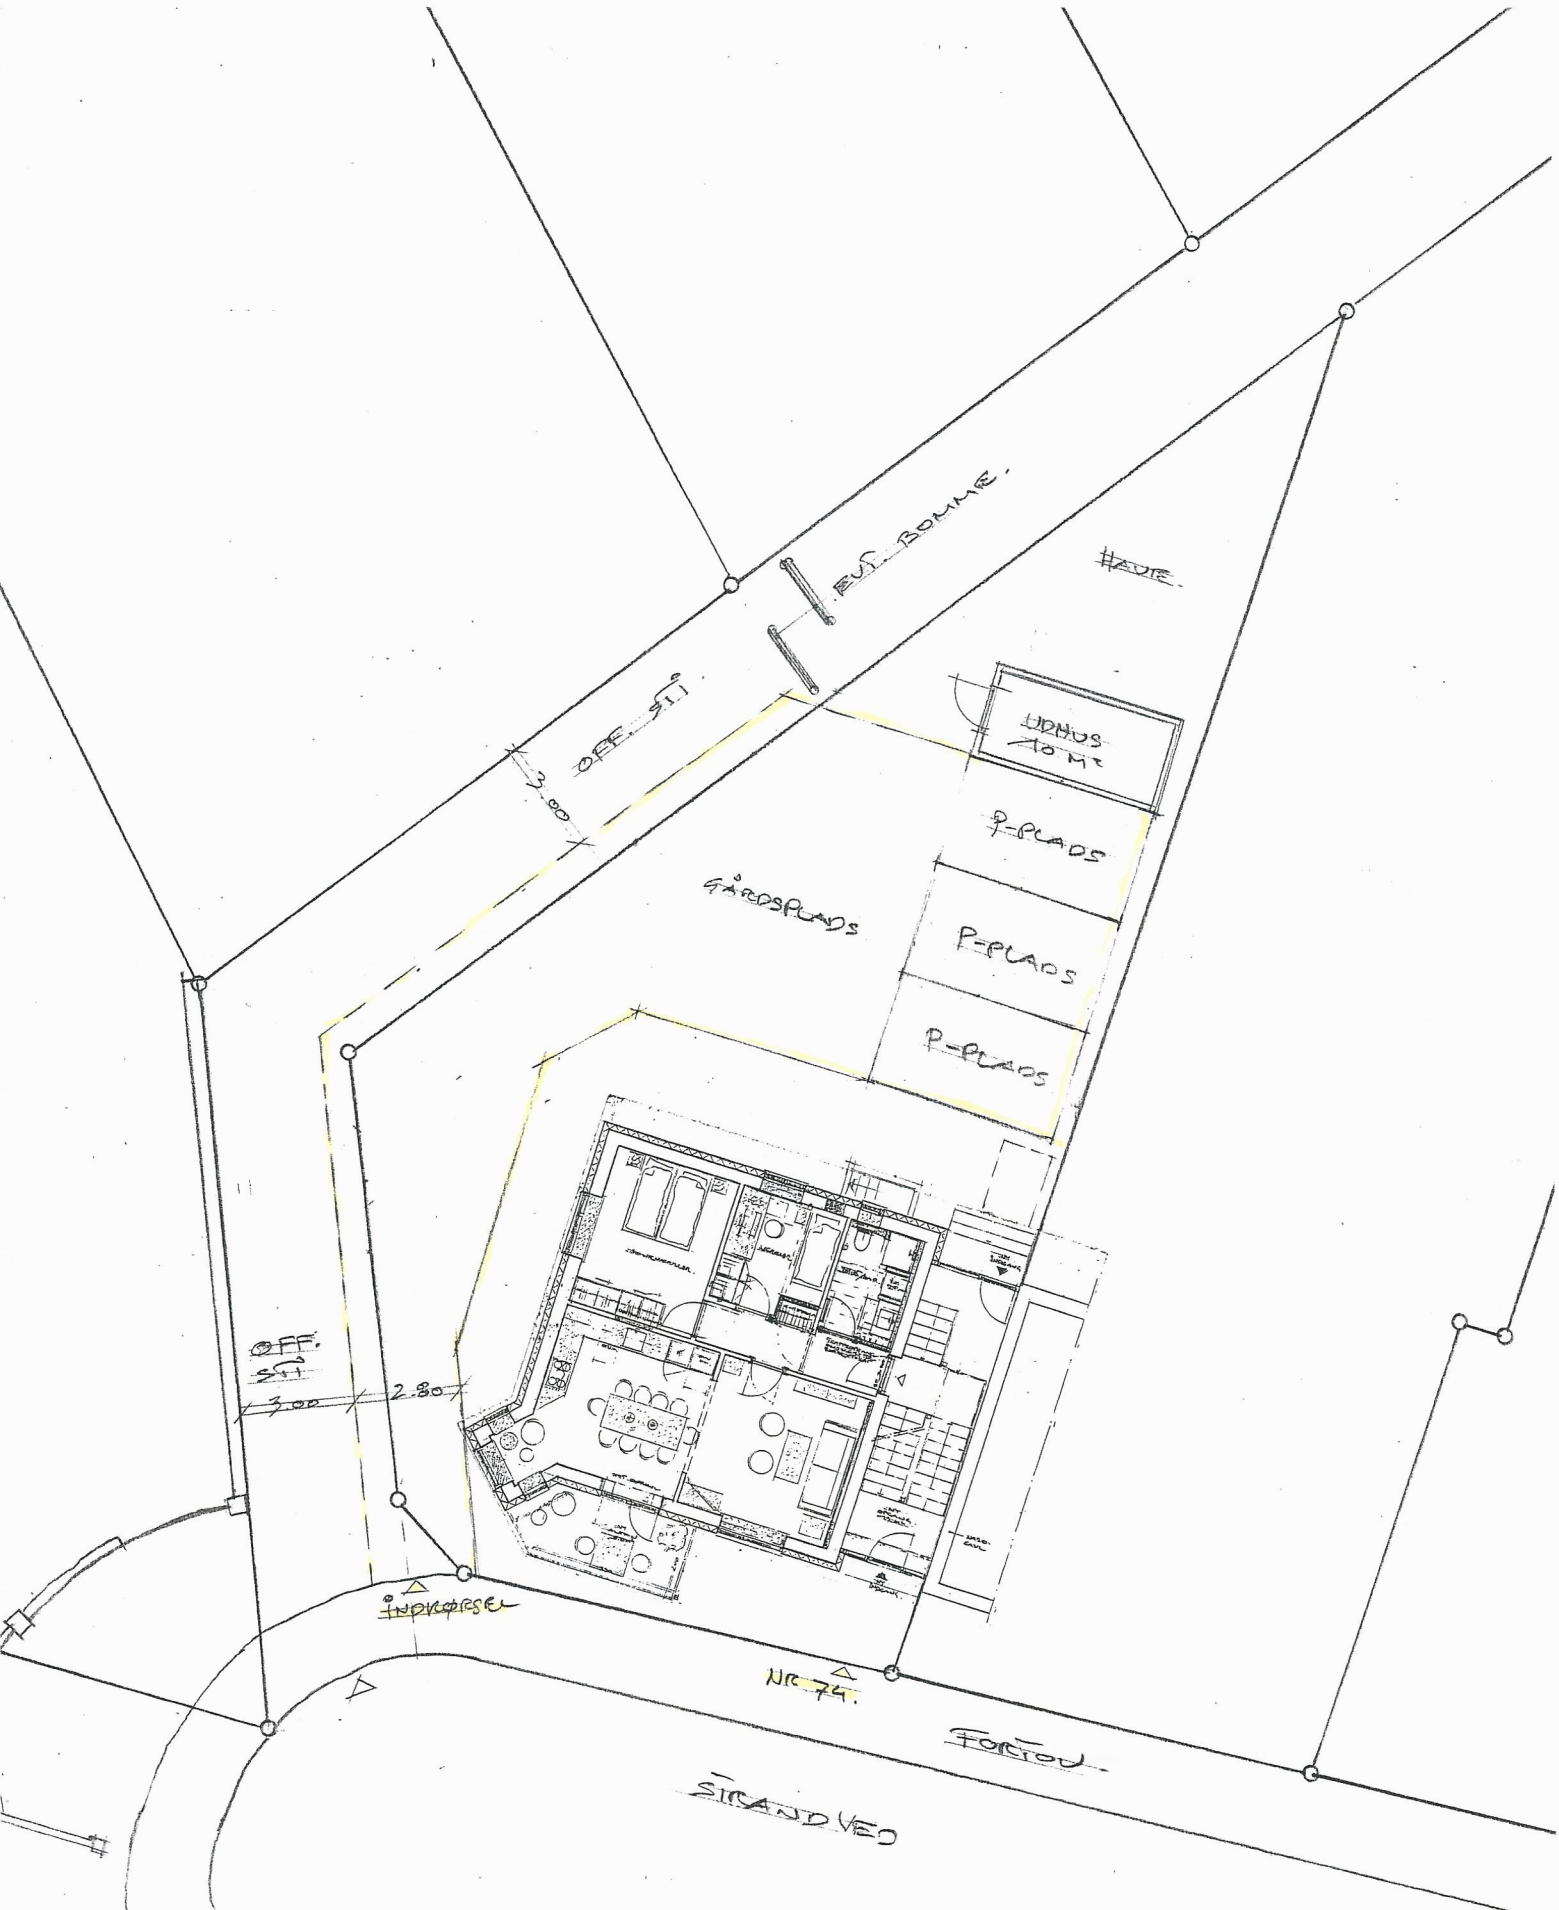 EVT. BOMME.
HAVE.
OFF. STI.
3.00
UDHUS
10 M²
P-PLADS
GÅRDSPLADS
P-PLADS
P-PLADS
OFF.
STI
3.00
2.80
INDKØRSEL
NR 74.
FORTOV.
STRANDVEJ